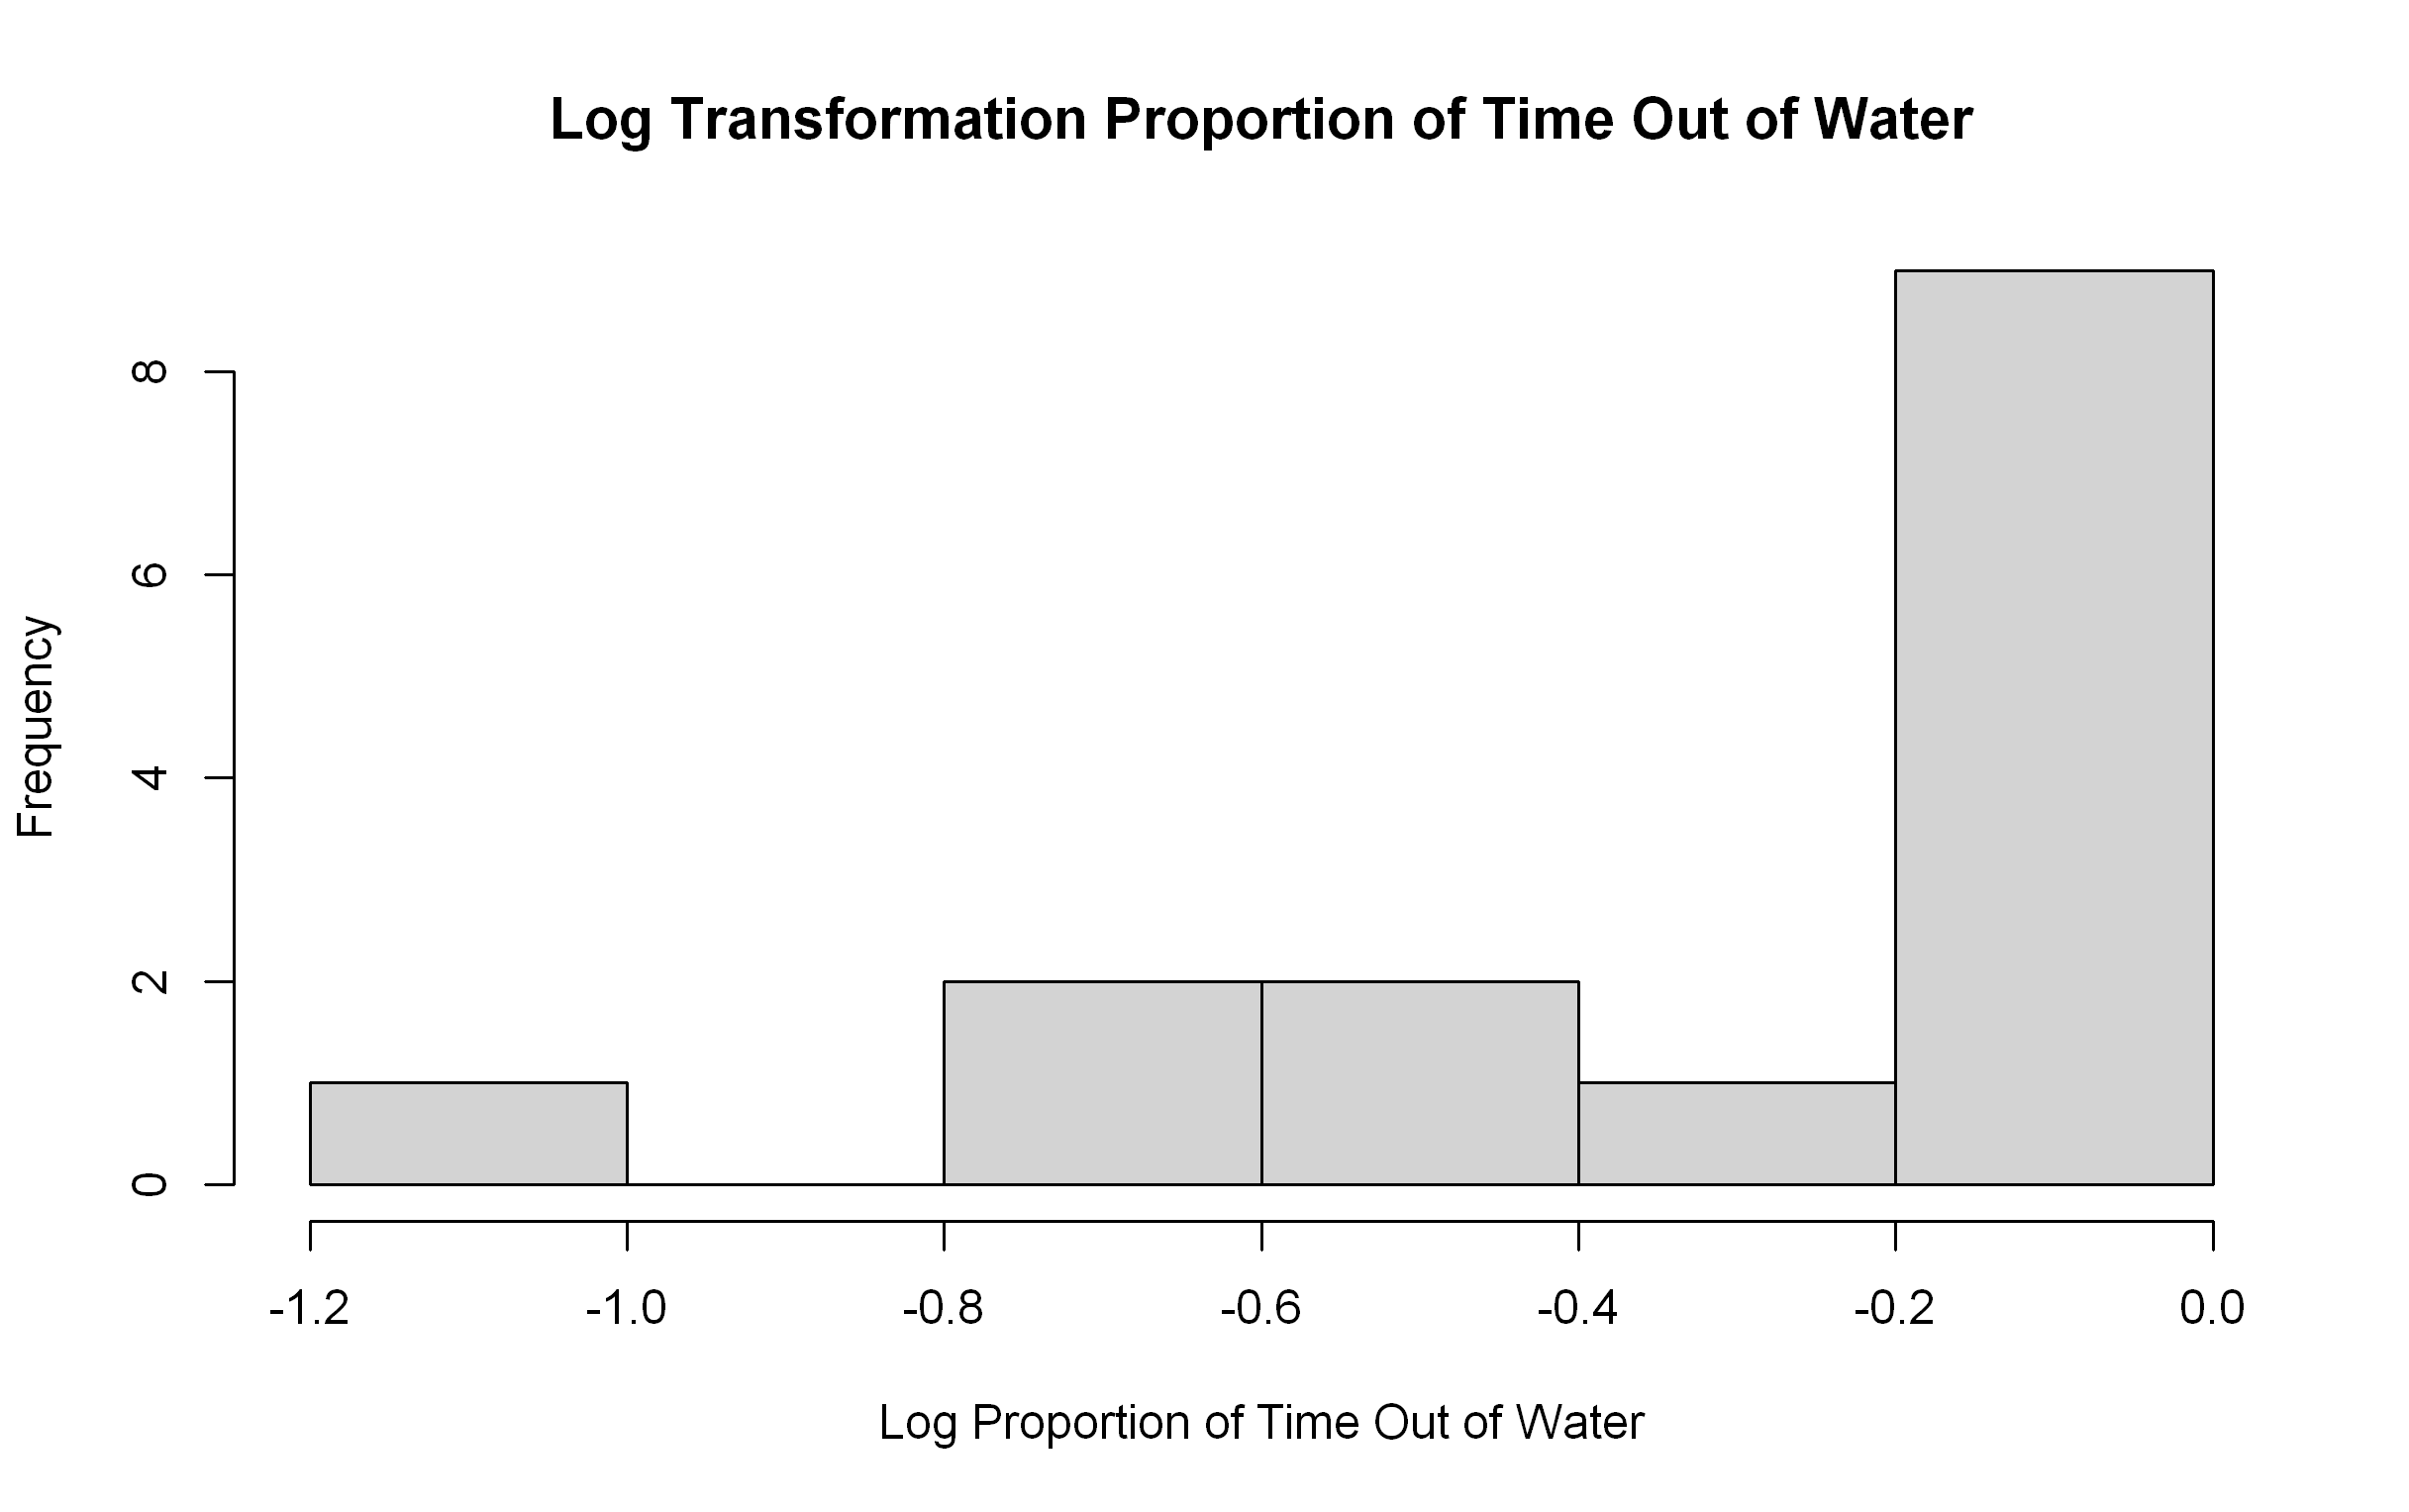 Log Transformation Proportion of Time Out of Water
Frequency
8
6
4
2
0
-1.2 -1.0 -0.8 -0.6 -0.4 -0.2 0.0
Log Proportion of Time Out of Water